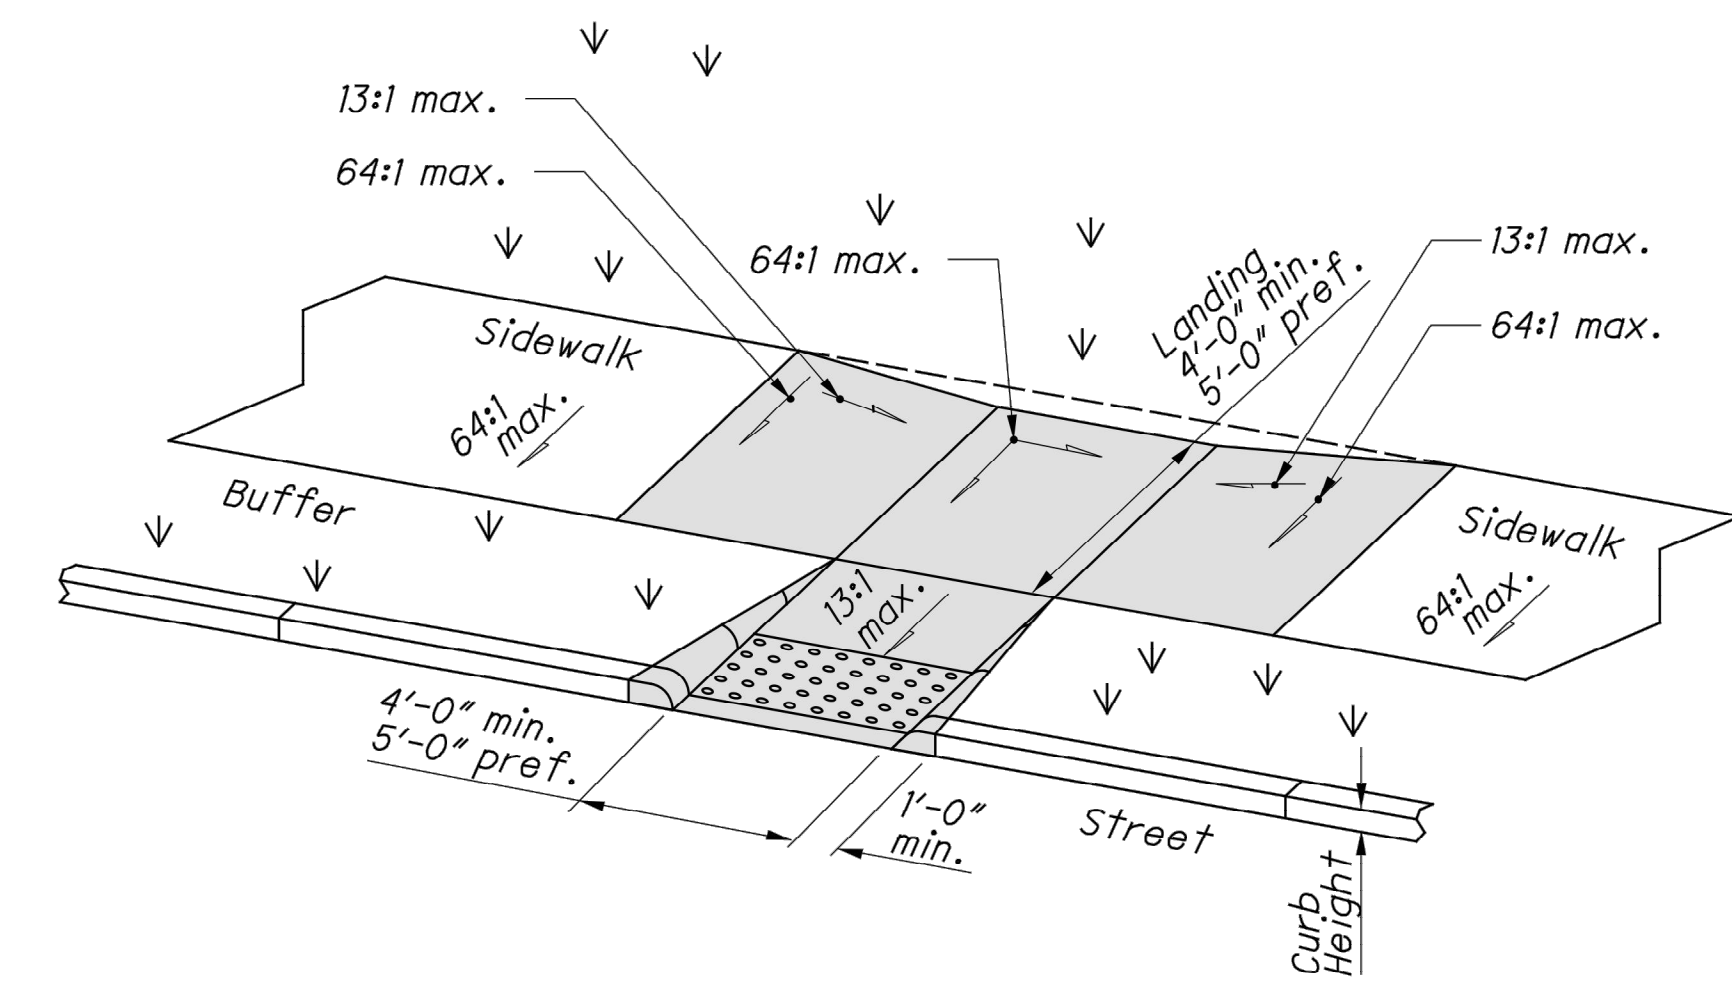 13:1 max.
64:1 max.
64:1 max.
13:1 max.
64:1 max.
Landing.
4'-0" min.
5'-0" pref.
Sidewalk
64:1
max.
Buffer
13:1
max.
Sidewalk
64:1
max.
4'-0" min.
5'-0" pref.
1'-0"
min.
Street
Curb
Height